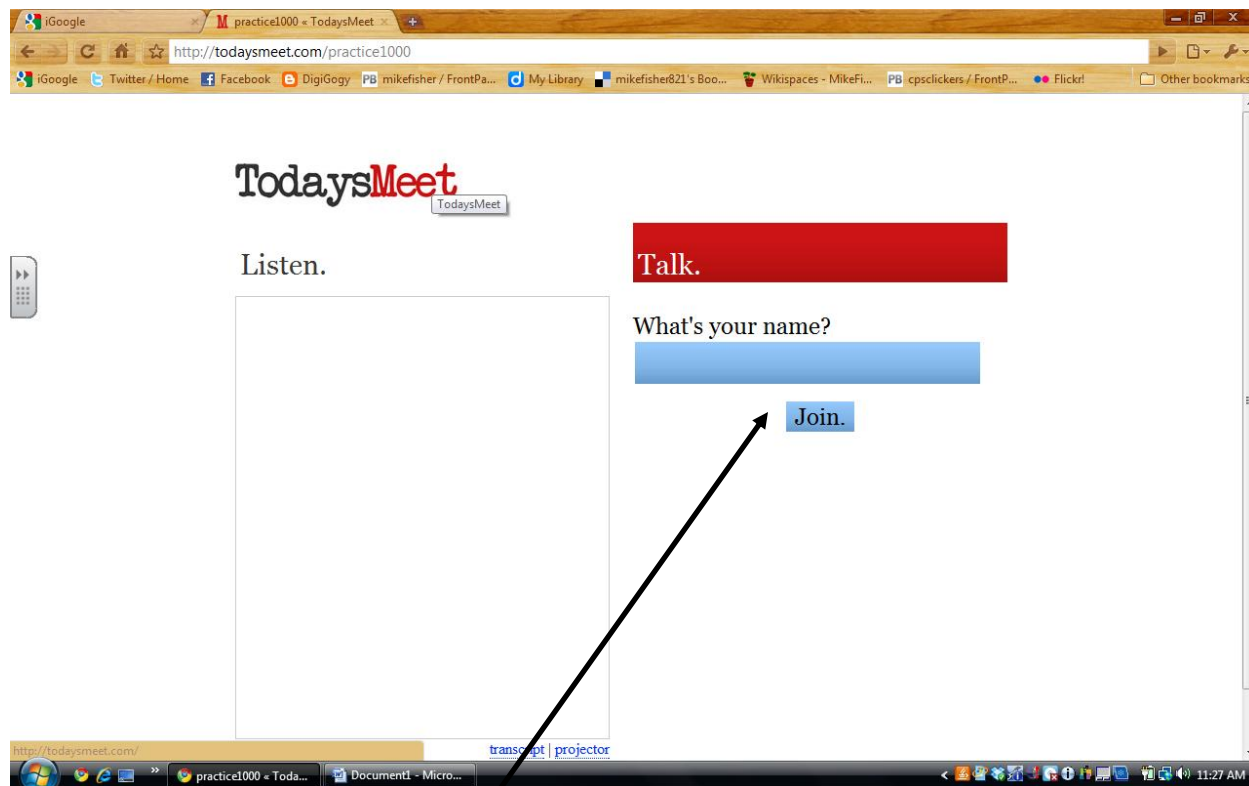 iGoogle
practice1000 « TodaysMeet
http://todaysmeet.com/practice1000
iGoogle Twitter / Home Facebook DigiGogy PB mikefisher / FrontPa... My Library mikefisher821's Boo... Wikispaces - MikeFi... PB cpsclickers / FrontP... Flickr! Other bookmarks
TodaysMeet
TodaysMeet
Listen.
Talk.
What's your name?
Join.
http://todaysmeet.com/
transcript | projector
practice1000 « Toda... Document1 - Micro... 11:27 AM